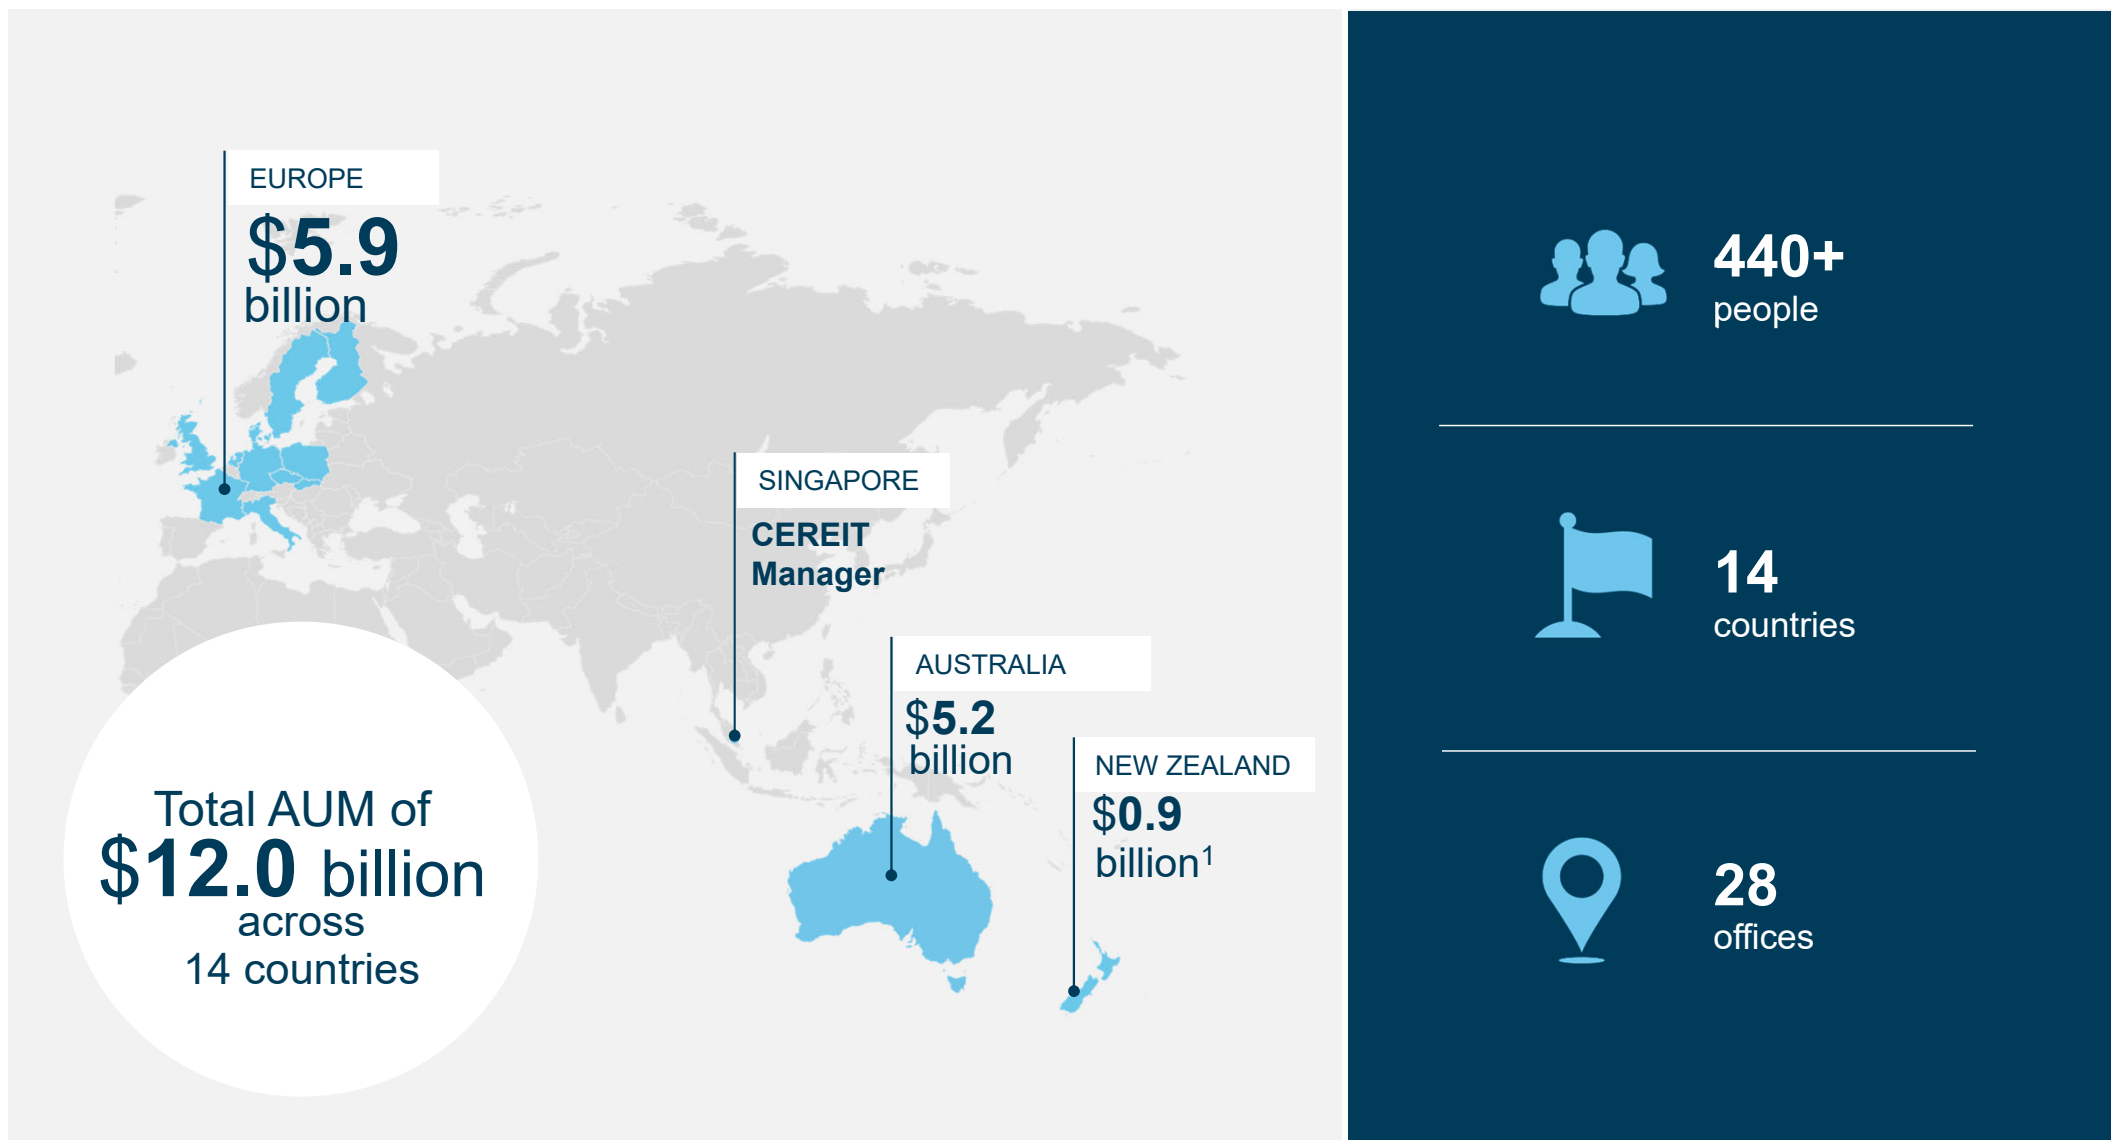 EUROPE
$5.9
billion
SINGAPORE
CEREIT
Manager
AUSTRALIA
$5.2
billion
NEW ZEALAND
$0.9
billion¹
Total AUM of
$12.0 billion
across
14 countries
440+
people
14
countries
28
offices